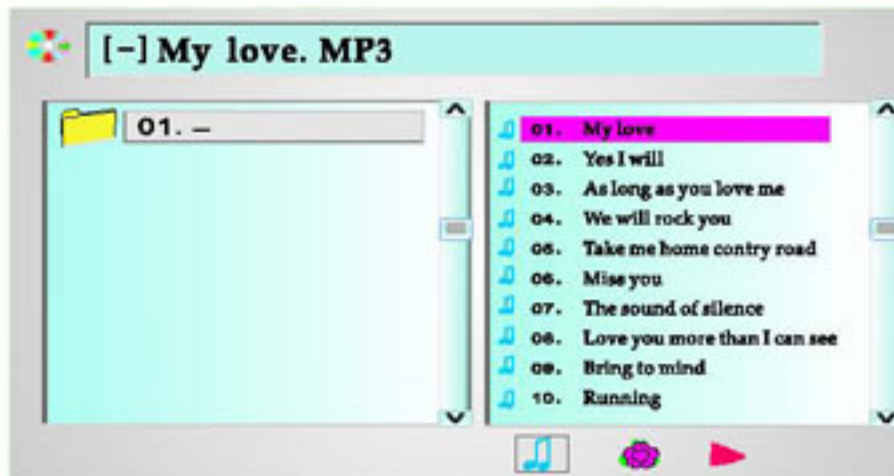 [-] My love. MP3
01. –
01. My love
02. Yes I will
03. As long as you love me
04. We will rock you
05. Take me home contry road
06. Miss you
07. The sound of silence
08. Love you more than I can see
09. Bring to mind
10. Running